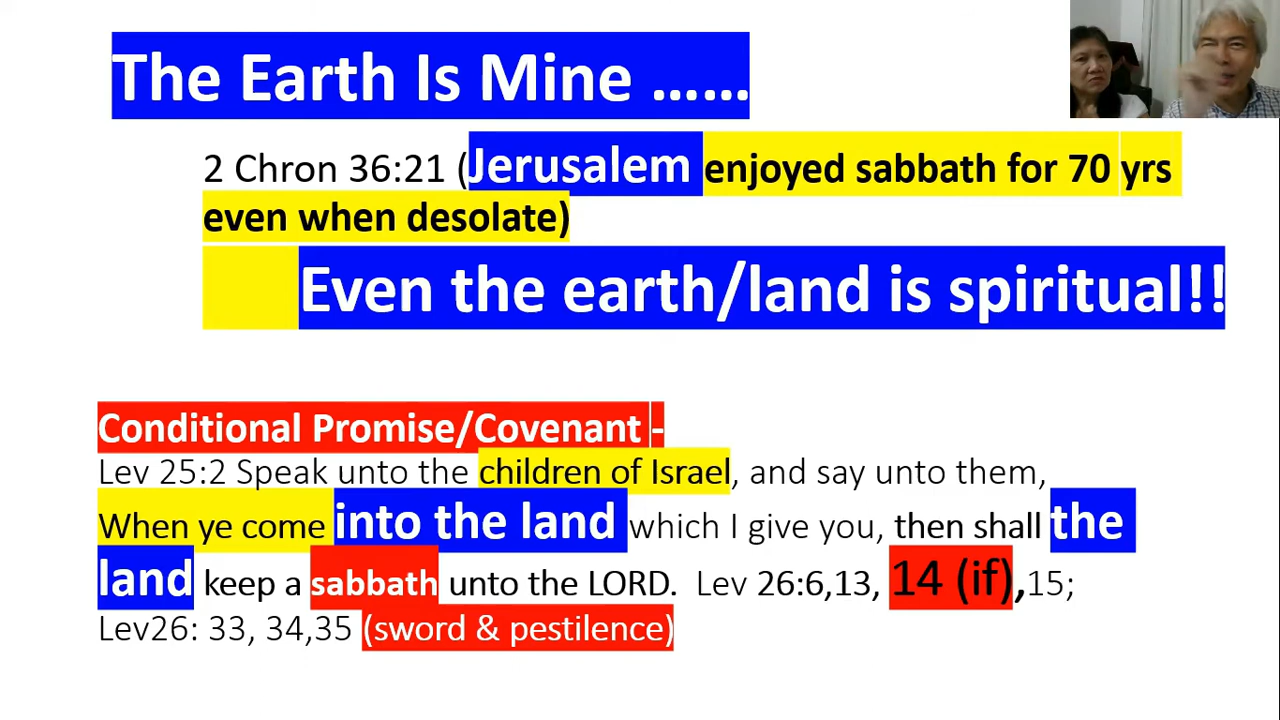 The Earth Is Mine ……
2 Chron 36:21 (Jerusalem enjoyed sabbath for 70 yrs
even when desolate)
Even the earth/land is spiritual!!
Conditional Promise/Covenant -
Lev 25:2 Speak unto the children of Israel, and say unto them,
When ye come into the land which I give you, then shall the
land keep a sabbath unto the LORD.  Lev 26:6,13, 14 (if),15;
Lev26: 33, 34,35 (sword & pestilence)